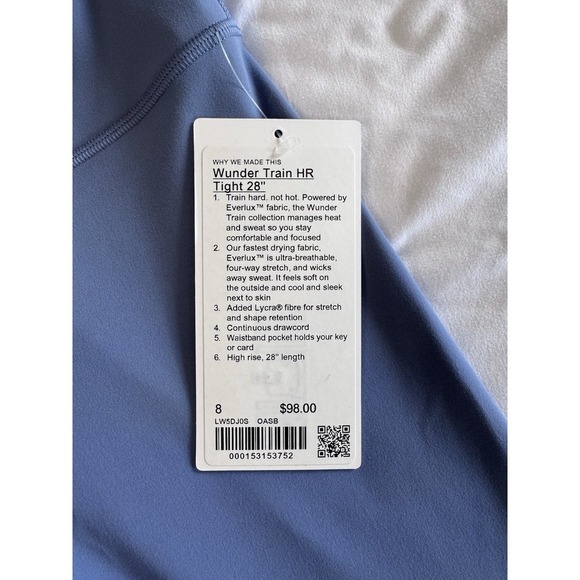 WHY WE MADE THIS
Wunder Train HR
Tight 28"
1. Train hard, not hot. Powered by
Everlux™ fabric, the Wunder
Train collection manages heat
and sweat so you stay
comfortable and focused
2. Our fastest drying fabric,
Everlux™ is ultra-breathable,
four-way stretch, and wicks
away sweat. It feels soft on
the outside and cool and sleek
next to skin
3. Added Lycra® fibre for stretch
and shape retention
4. Continuous drawcord
5. Waistband pocket holds your key
or card
6. High rise, 28" length
8 $98.00
LW5DJ0S OASB
000153153752